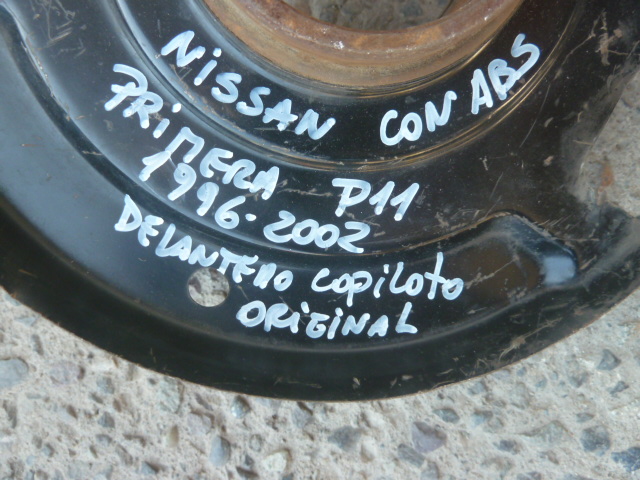 NISSAN CON ABS
PRIMERA P11
1996-2002
DELANTERO COPILOTO
ORIGINAL